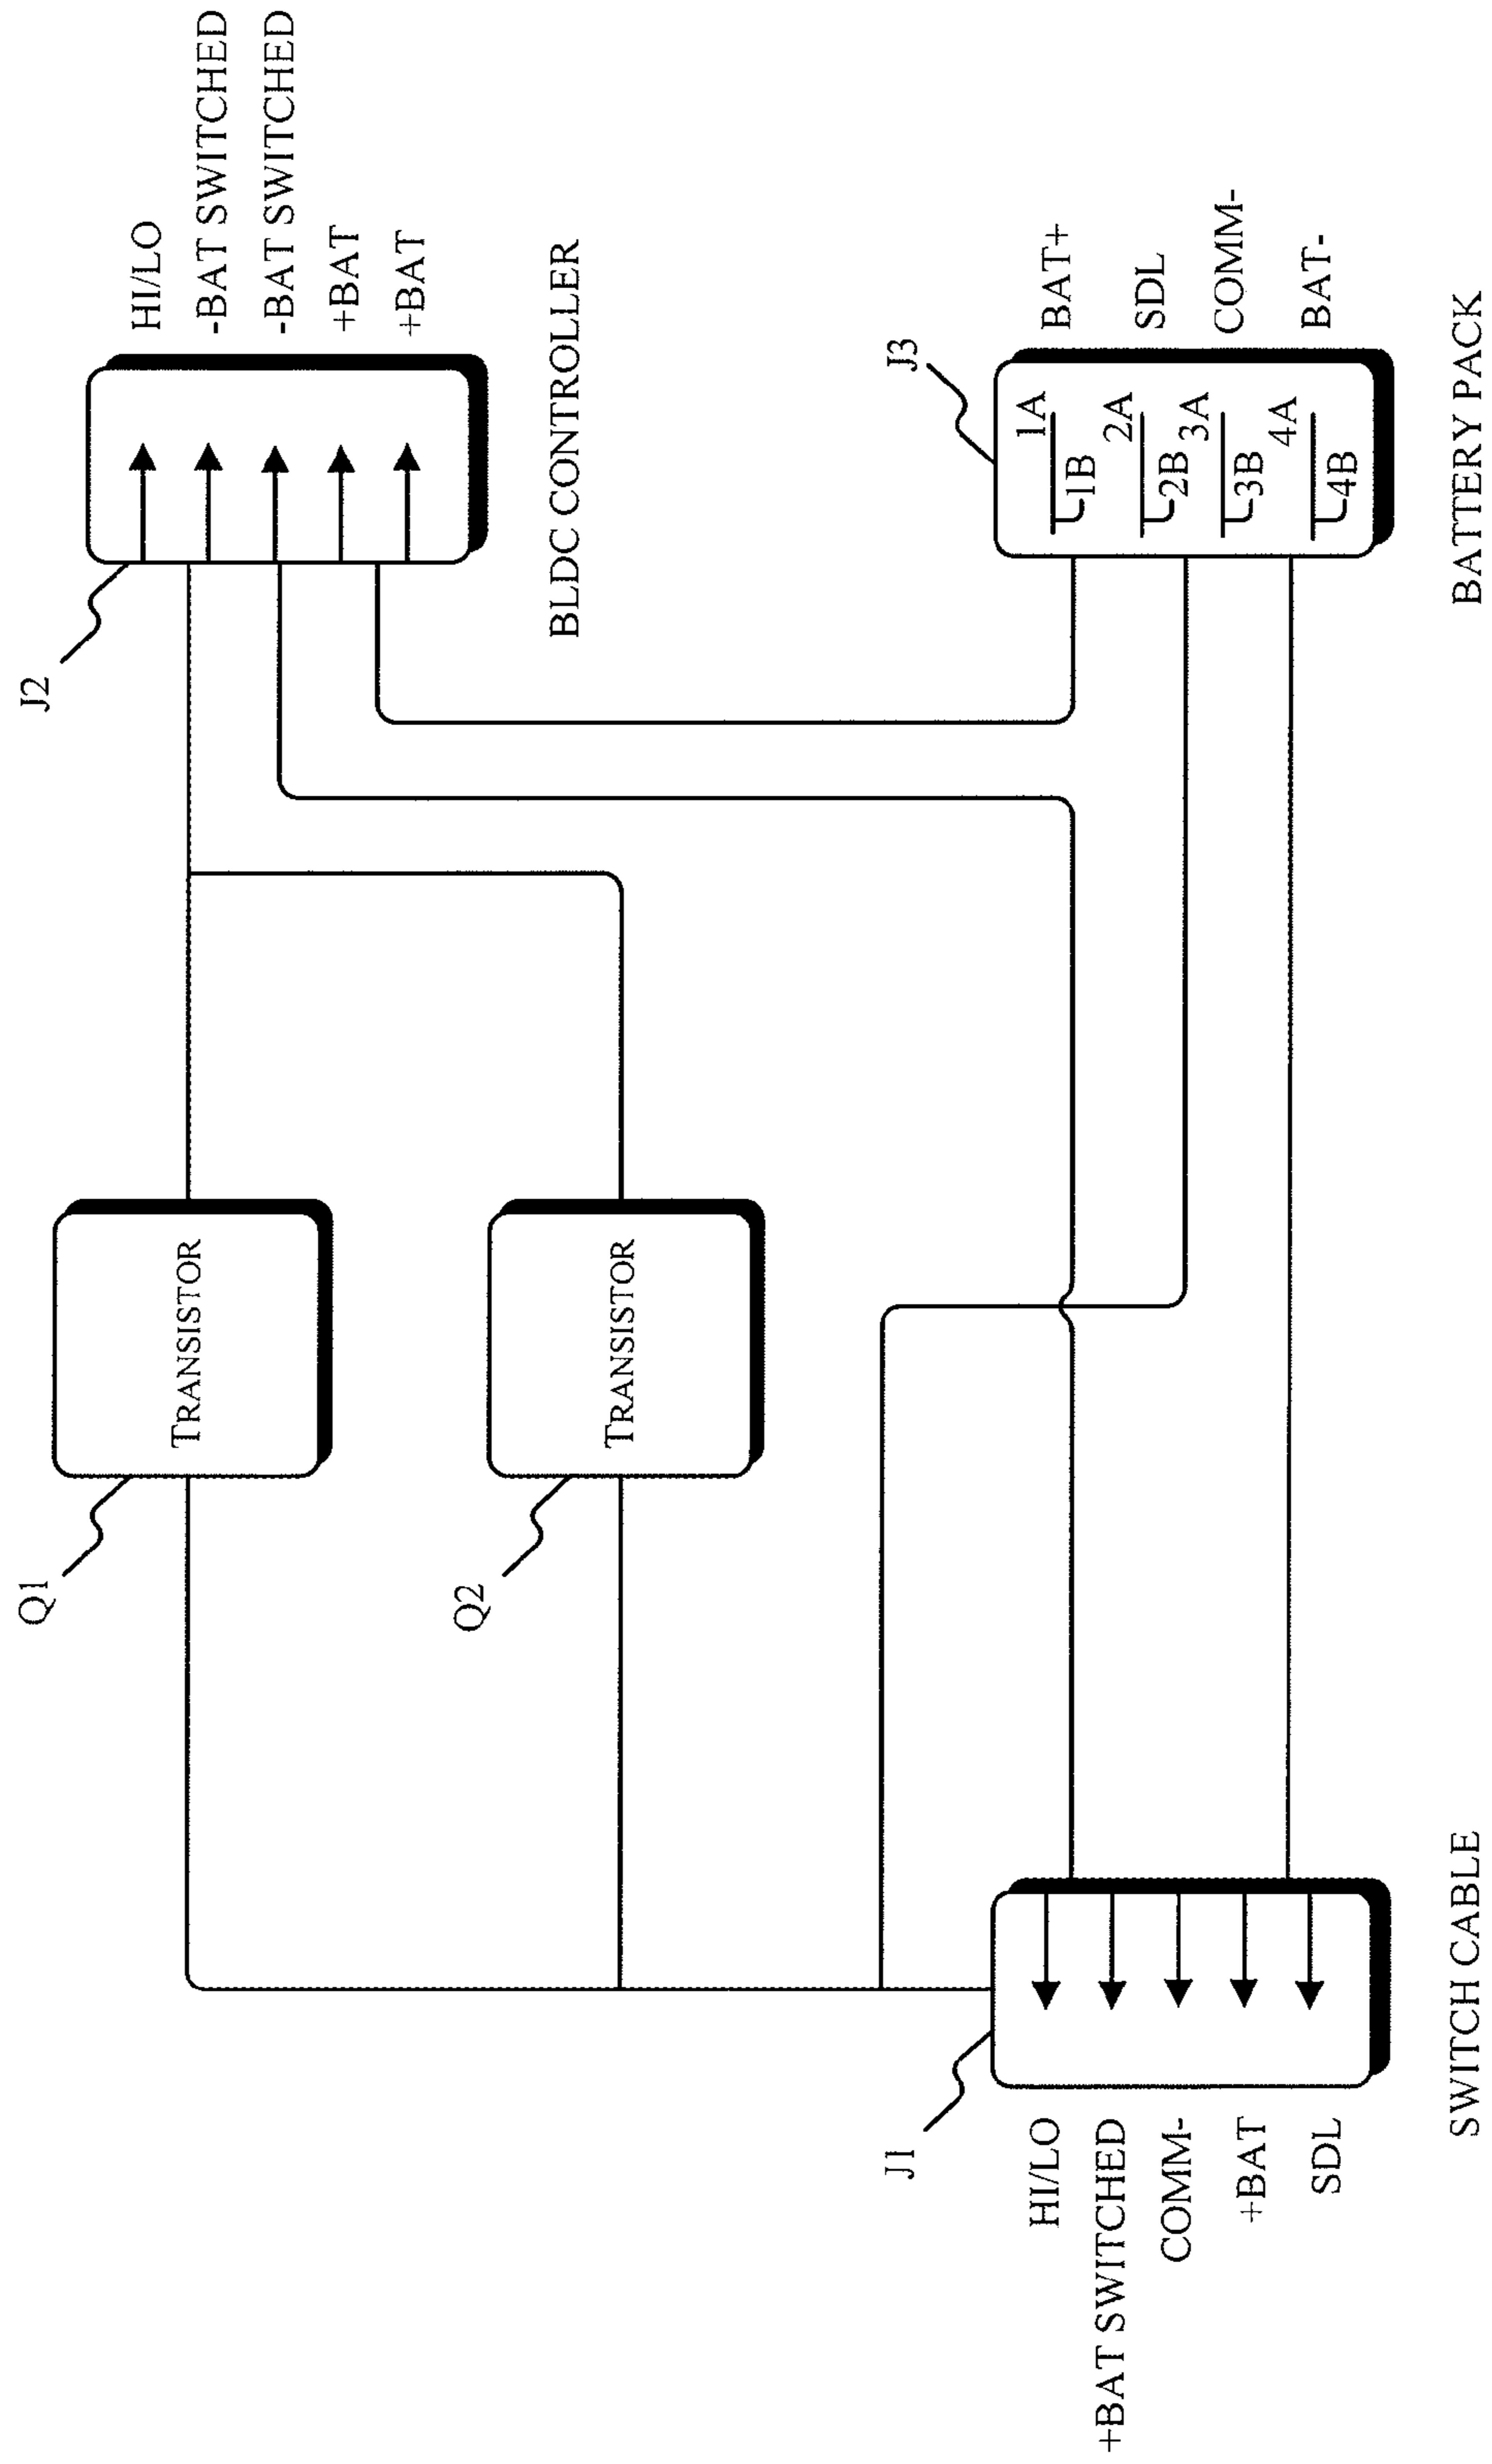 Q1
TRANSISTOR
J2
HI/LO
-BAT SWITCHED
-BAT SWITCHED
+BAT
+BAT
BLDC CONTROLLER
Q2
TRANSISTOR
J1
HI/LO
+BAT SWITCHED
COMM-
+BAT
SDL
SWITCH CABLE
J3
1A
1B
2A
2B
3A
3B
4A
4B
BAT+
SDL
COMM-
BAT-
BATTERY PACK